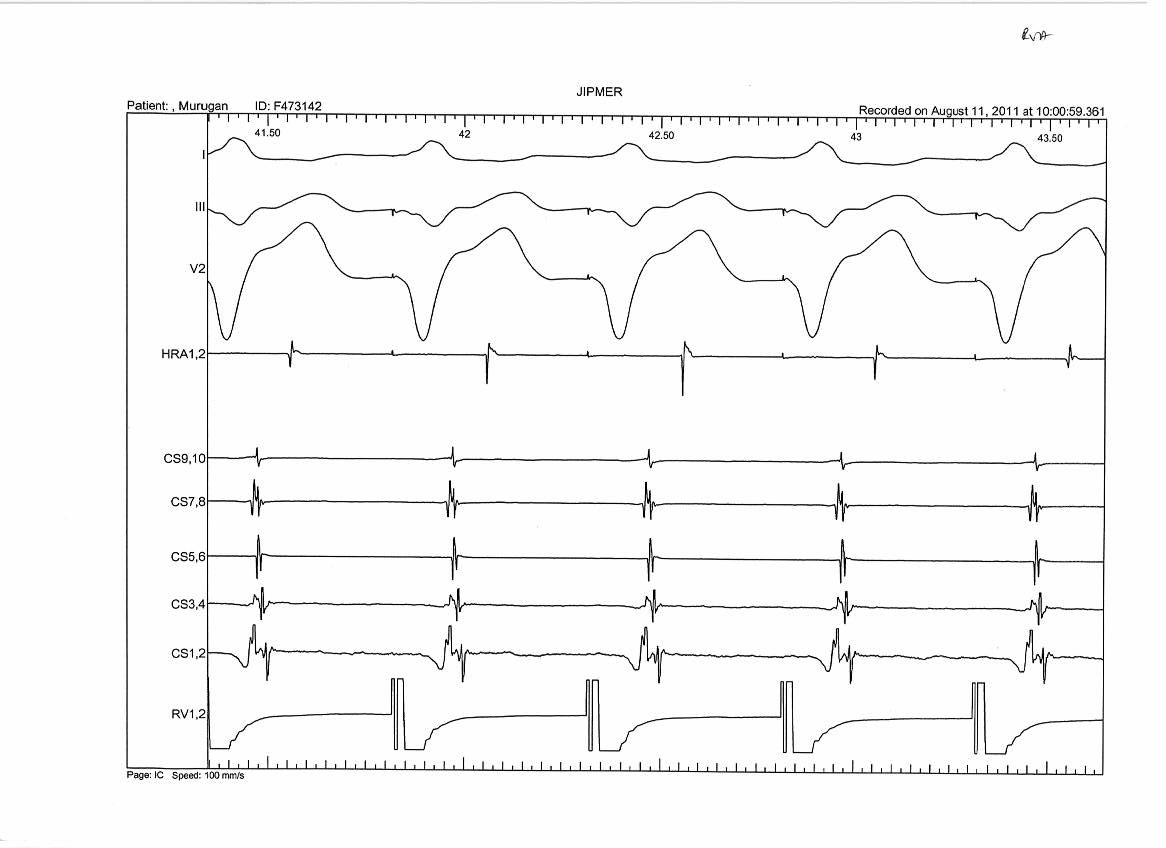 RVA
JIPMER
Patient: , Murugan ID: F473142
Recorded on August 11, 2011 at 10:00:59.361
41.50 42 42.50 43 43.50
I
III
V2
HRA1,2
CS9,10
CS7,8
CS5,6
CS3,4
CS1,2
RV1,2
Page: IC Speed: 100 mm/s